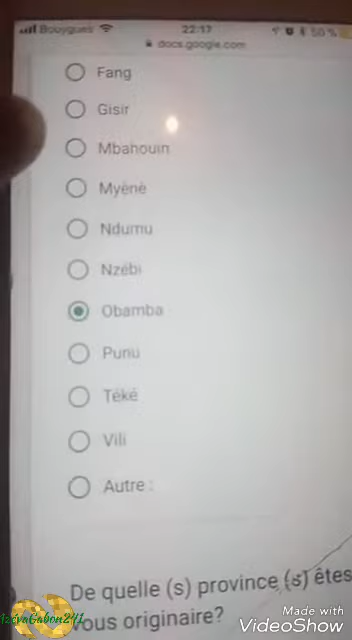 Bouygues 22:17 50 %
docs.google.com
Fang
Gisir
Mbahouin
Myènè
Ndumu
Nzébi
Obamba
Punu
Téké
Vili
Autre :
De quelle (s) province (s) êtes
vous originaire?
Made with
VideoShow